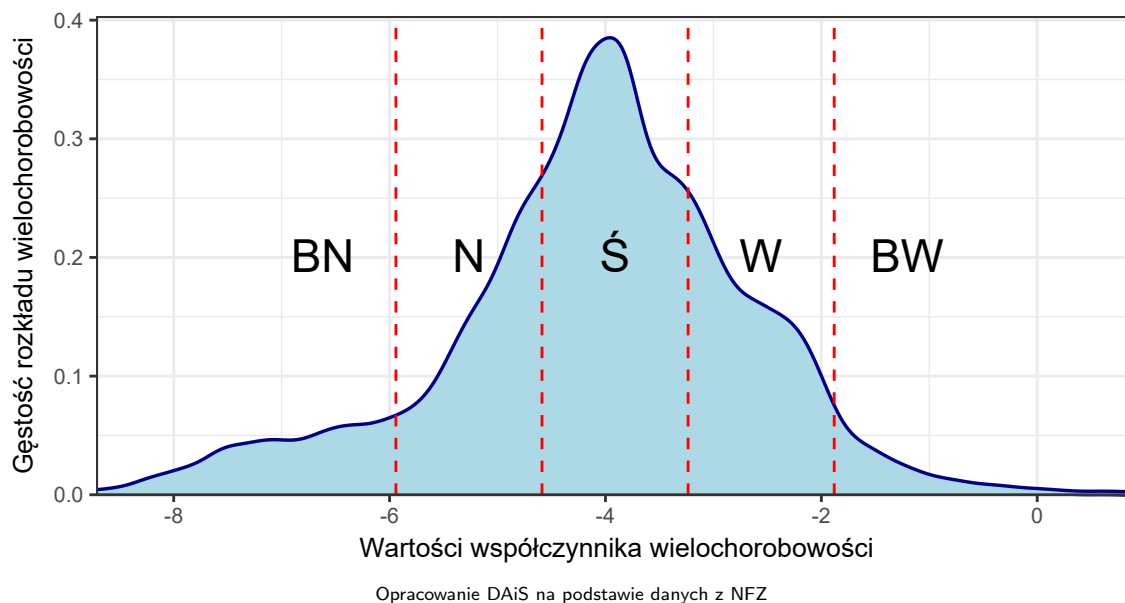 Gęstość rozkładu wielochorobowości
0.4
0.3
0.2
0.1
0.0
BN
N
Ś
W
BW
-8
-6
-4
-2
0
Wartości współczynnika wielochorobowości
Opracowanie DAiS na podstawie danych z NFZ